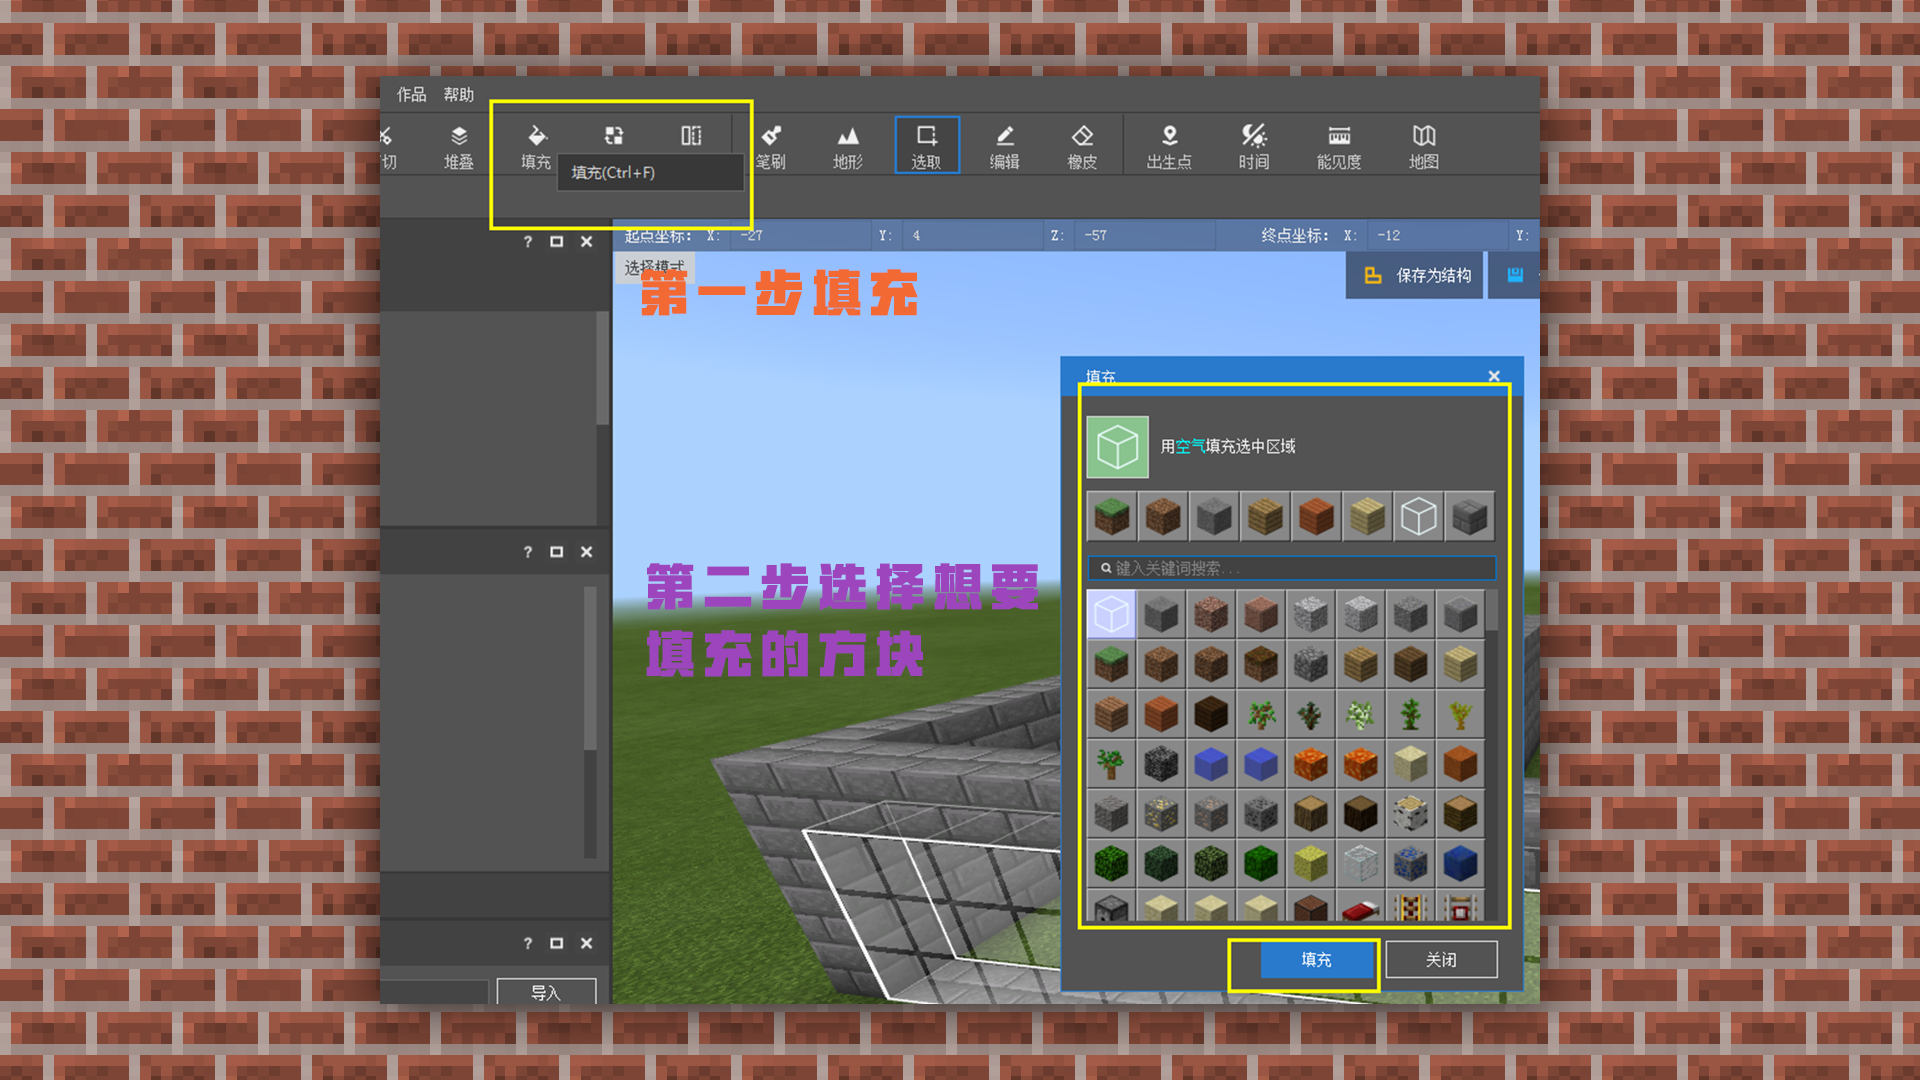 作品 帮助
切 堆叠 填充 笔刷 地形 选取 编辑 橡皮 出生点 时间 能见度 地图
填充(Ctrl+F)
起点坐标： X: -27 Y: 4 Z: -57 终点坐标： X: -12 Y:
选择模式
保存为结构
第一步填充
填充
用空气填充选中区域
键入关键词搜索...
第二步选择想要
填充的方块
填充 关闭
导入